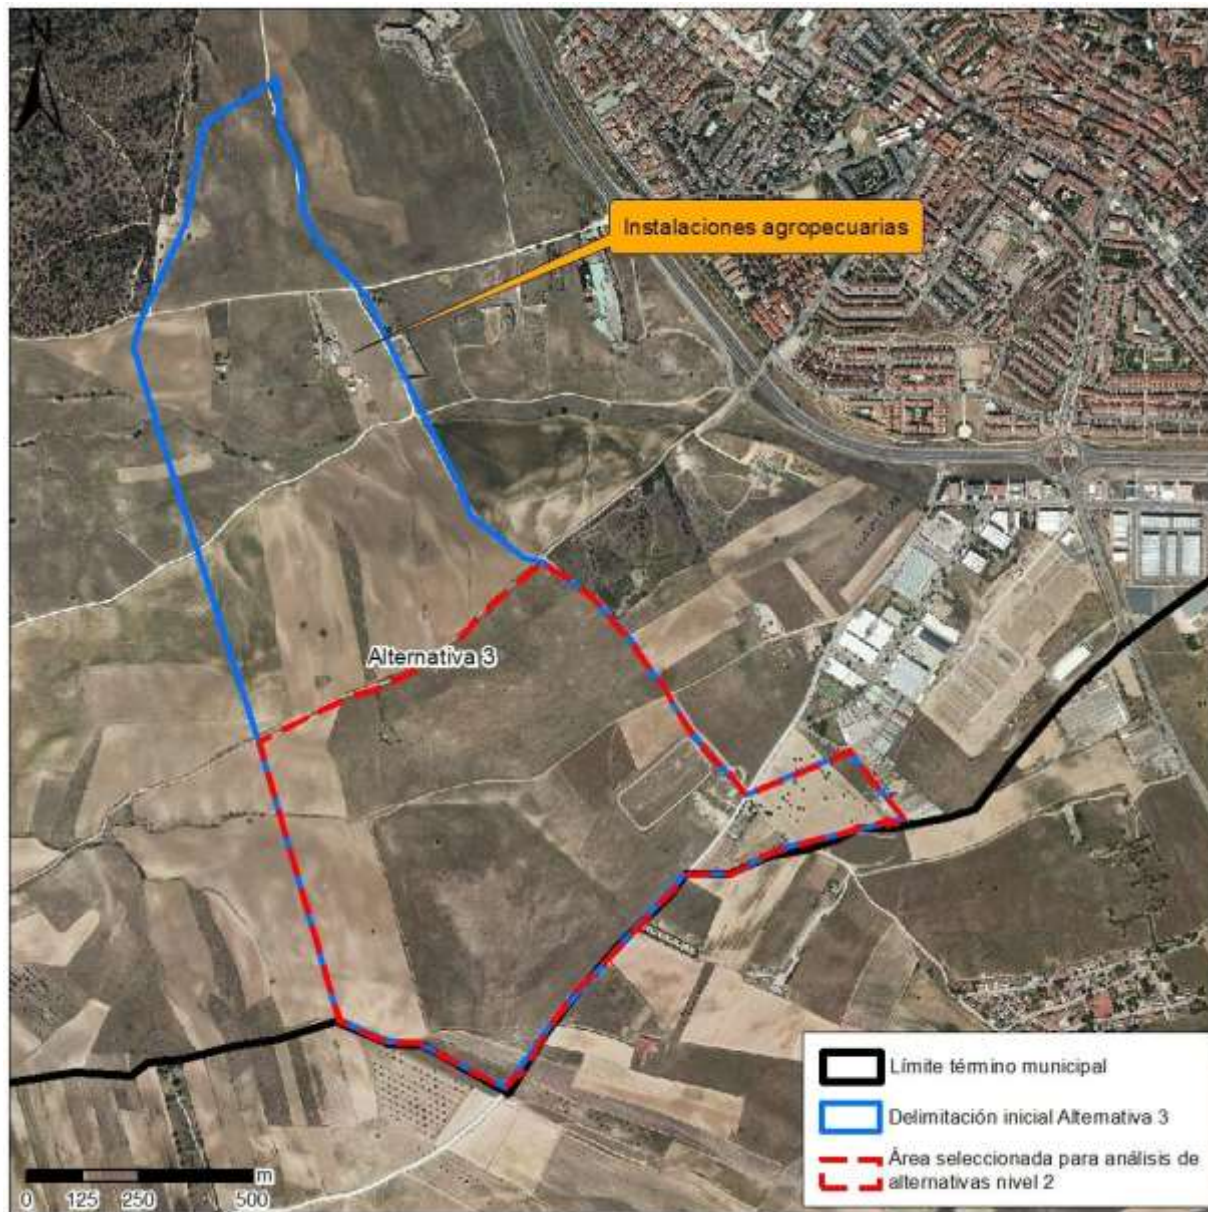 Instalaciones agropecuarias
Alternativa 3
Límite término municipal
Delimitación inicial Alternativa 3
Área seleccionada para análisis de
alternativas nivel 2
m
0 125 250 500